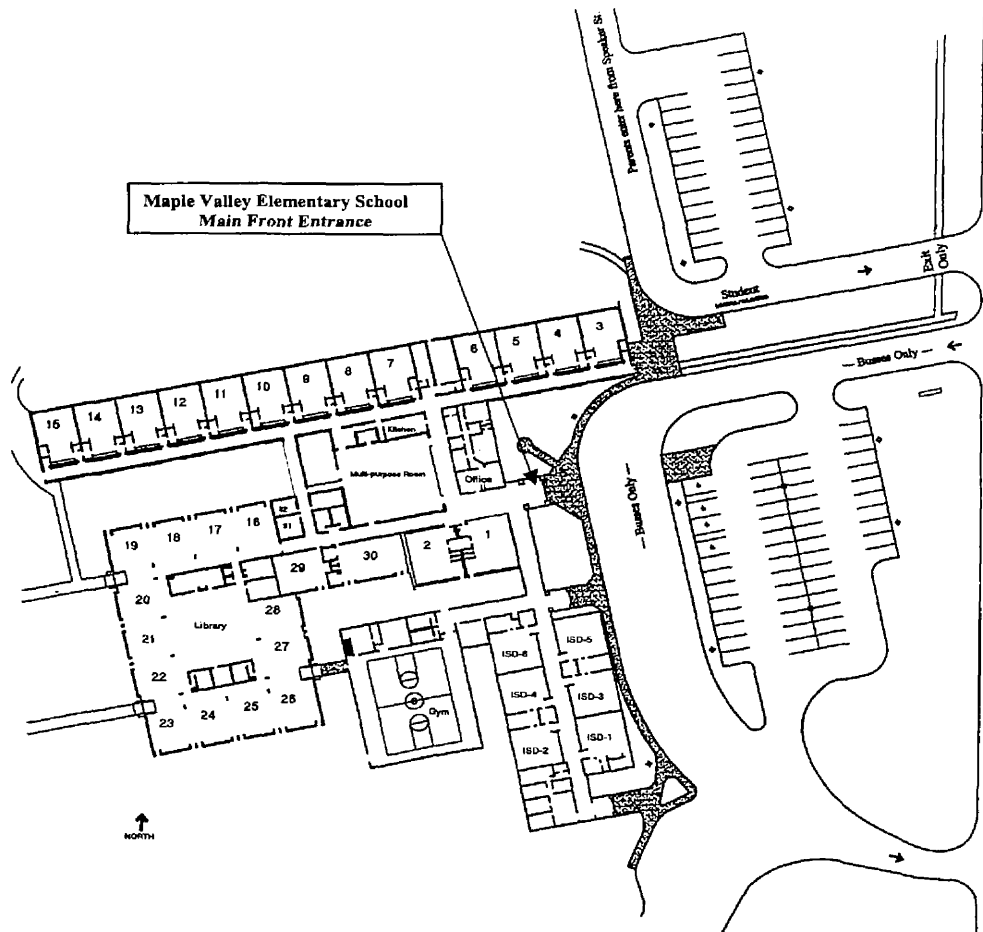 Parents enter here from Speaker St.
Maple Valley Elementary School
Main Front Entrance
Exit
Only
Student
— Busses Only —
3
4
5
6
7
8
9
10
11
12
13
14
15
Kitchen
Multi-purpose Room
Office
— Busses Only —
16
17
18
19
1
2
30
29
28
27
20
Library
21
22
23
24
25
26
ISD-5
ISD-6
ISD-3
ISD-4
ISD-1
ISD-2
Gym
NORTH